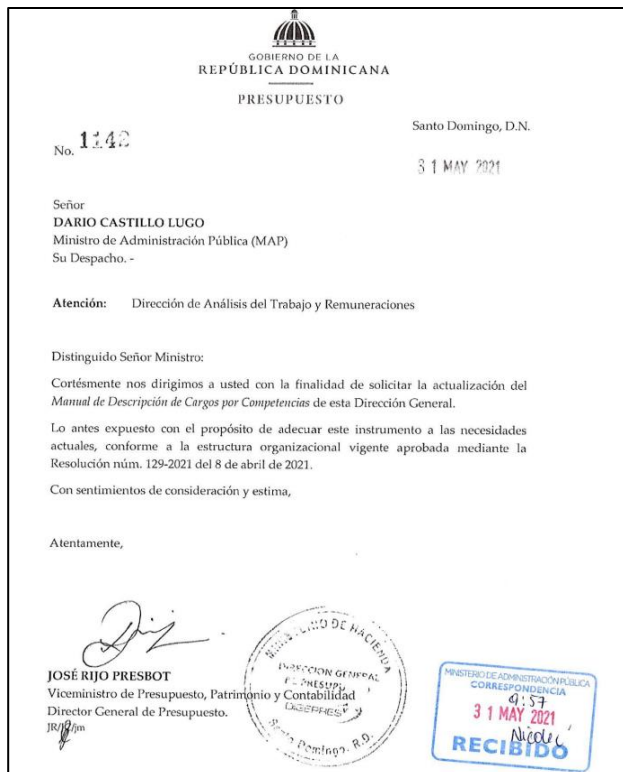 GOBIERNO DE LA
REPÚBLICA DOMINICANA
PRESUPUESTO
Santo Domingo, D.N.
No. 1142
31 MAY 2021
Señor
DARIO CASTILLO LUGO
Ministro de Administración Pública (MAP)
Su Despacho. -
Atención: Dirección de Análisis del Trabajo y Remuneraciones
Distinguido Señor Ministro:
Cortésmente nos dirigimos a usted con la finalidad de solicitar la actualización del
Manual de Descripción de Cargos por Competencias de esta Dirección General.
Lo antes expuesto con el propósito de adecuar este instrumento a las necesidades
actuales, conforme a la estructura organizacional vigente aprobada mediante la
Resolución núm. 129-2021 del 8 de abril de 2021.
Con sentimientos de consideración y estima,
Atentamente,
JOSÉ RIJO PRESBOT
Viceministro de Presupuesto, Patrimonio y Contabilidad
Director General de Presupuesto.
MINISTERIO DE HACIENDA
DIRECCION GENERAL
DE PRESUPU
DIGEPRES
Santo Domingo, R.D.
MINISTERIO DE ADMINISTRACIÓN PÚBLICA
CORRESPONDENCIA
9:57
31 MAY 2021
RECIBIDO